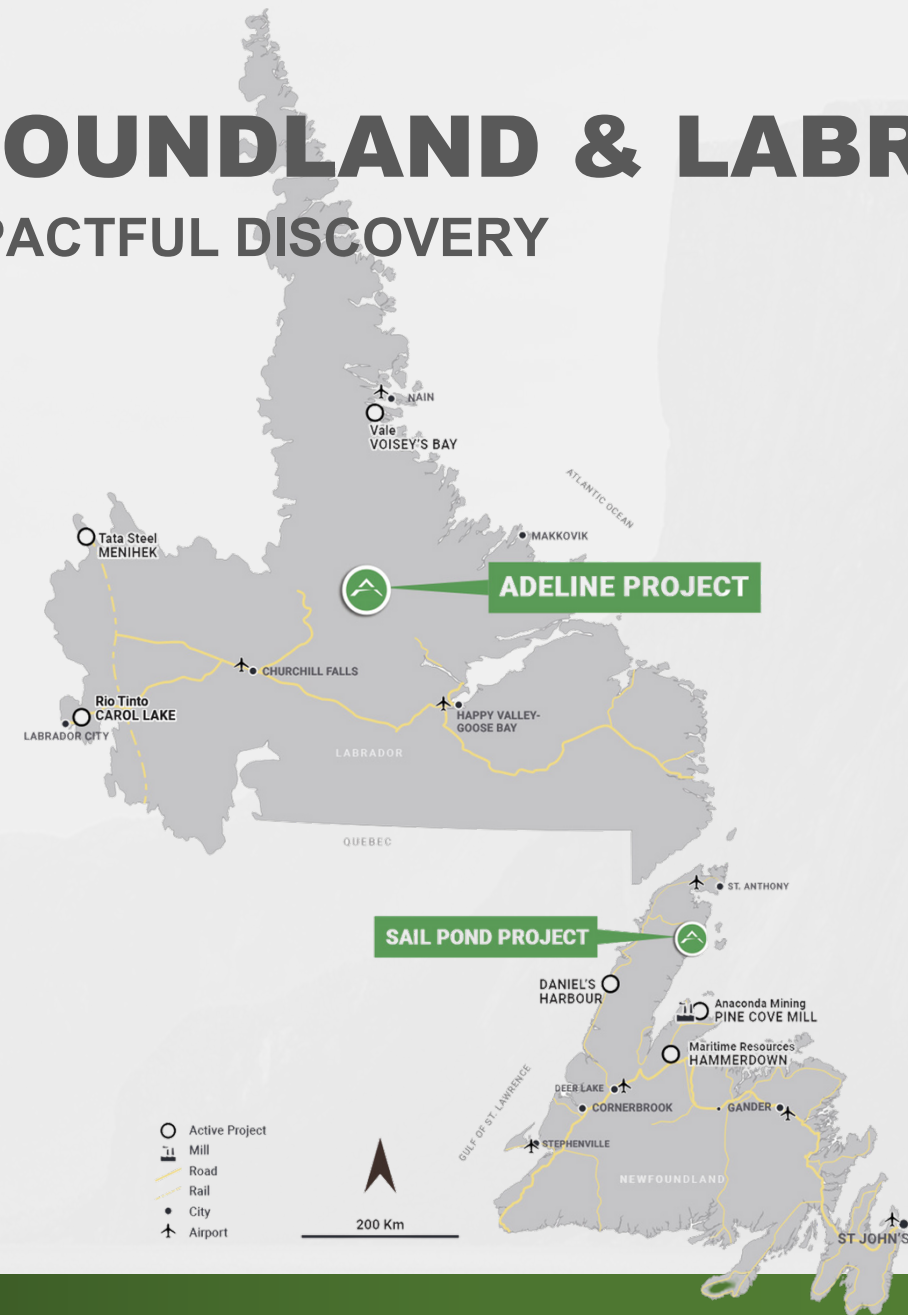 OUNDLAND & LABR
PACTFUL DISCOVERY
NAIN
Vale
VOISEY'S BAY
ATLANTIC OCEAN
Tata Steel
MENIHEK
MAKKOVIK
ADELINE PROJECT
CHURCHILL FALLS
Rio Tinto
CAROL LAKE
LABRADOR CITY
HAPPY VALLEY-
GOOSE BAY
LABRADOR
QUEBEC
ST. ANTHONY
SAIL POND PROJECT
DANIEL'S
HARBOUR
Anaconda Mining
PINE COVE MILL
Maritime Resources
HAMMERDOWN
DEER LAKE
CORNERBROOK
GANDER
GULF OF ST. LAWRENCE
STEPHENVILLE
NEWFOUNDLAND
Active Project
Mill
Road
Rail
City
Airport
200 Km
ST JOHN'S